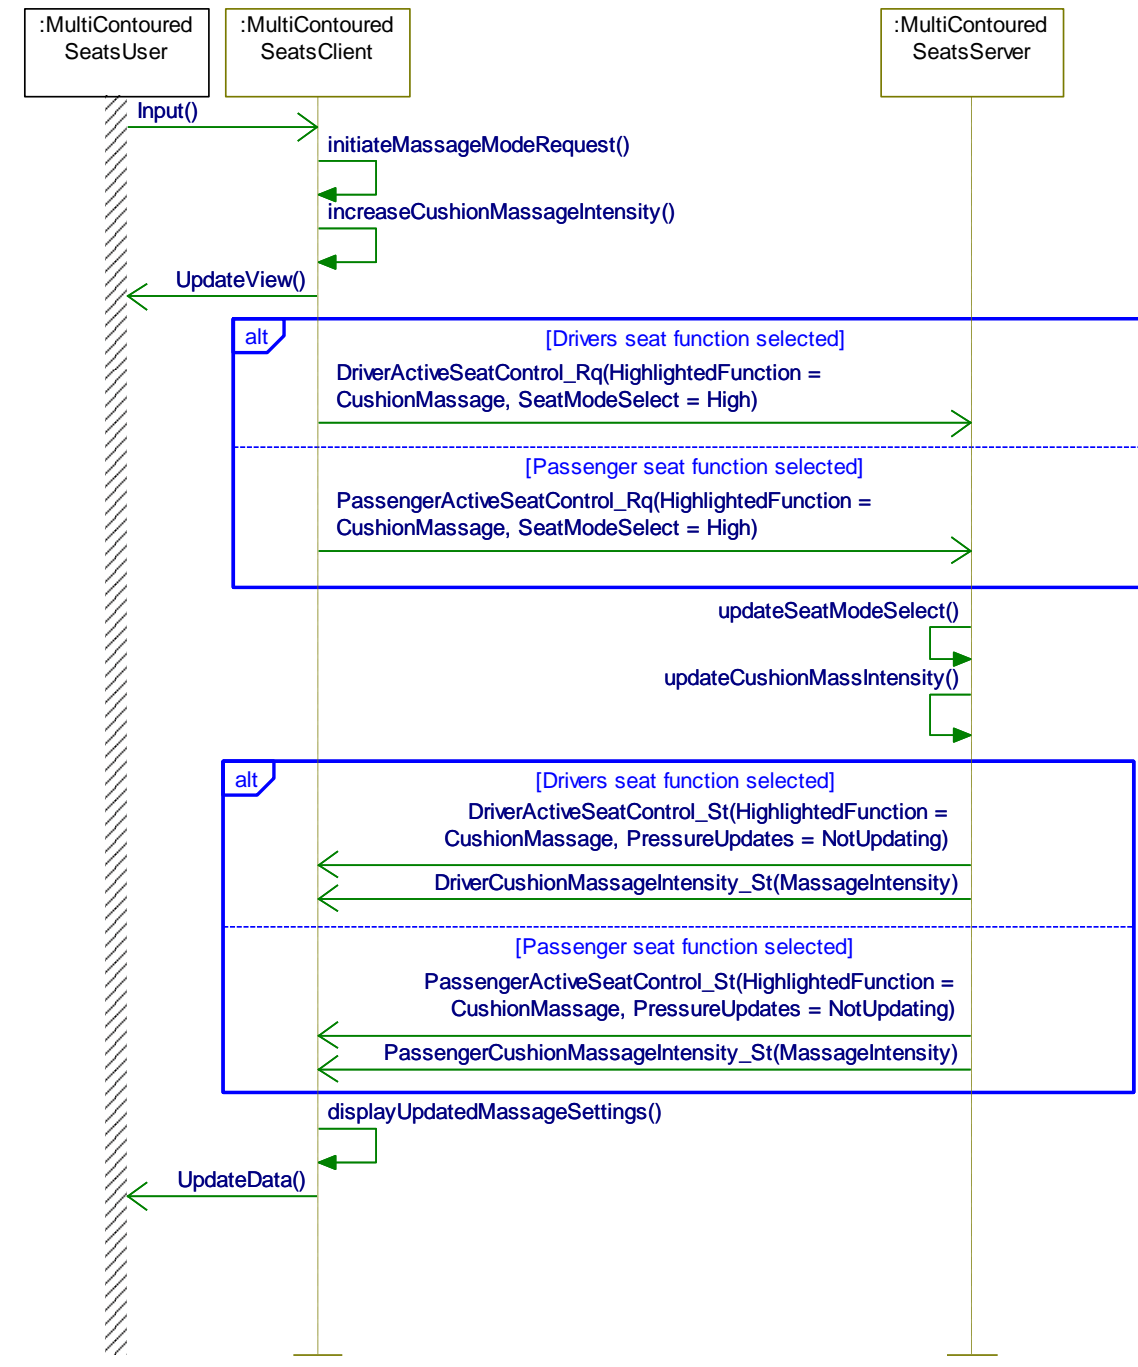 :MultiContoured
SeatsUser
:MultiContoured
SeatsClient
:MultiContoured
SeatsServer
Input()
initiateMassageModeRequest()
increaseCushionMassageIntensity()
UpdateView()
alt
[Drivers seat function selected]
DriverActiveSeatControl_Rq(HighlightedFunction =
CushionMassage, SeatModeSelect = High)
[Passenger seat function selected]
PassengerActiveSeatControl_Rq(HighlightedFunction =
CushionMassage, SeatModeSelect = High)
updateSeatModeSelect()
updateCushionMassIntensity()
alt
[Drivers seat function selected]
DriverActiveSeatControl_St(HighlightedFunction =
CushionMassage, PressureUpdates = NotUpdating)
DriverCushionMassageIntensity_St(MassageIntensity)
[Passenger seat function selected]
PassengerActiveSeatControl_St(HighlightedFunction =
CushionMassage, PressureUpdates = NotUpdating)
PassengerCushionMassageIntensity_St(MassageIntensity)
displayUpdatedMassageSettings()
UpdateData()